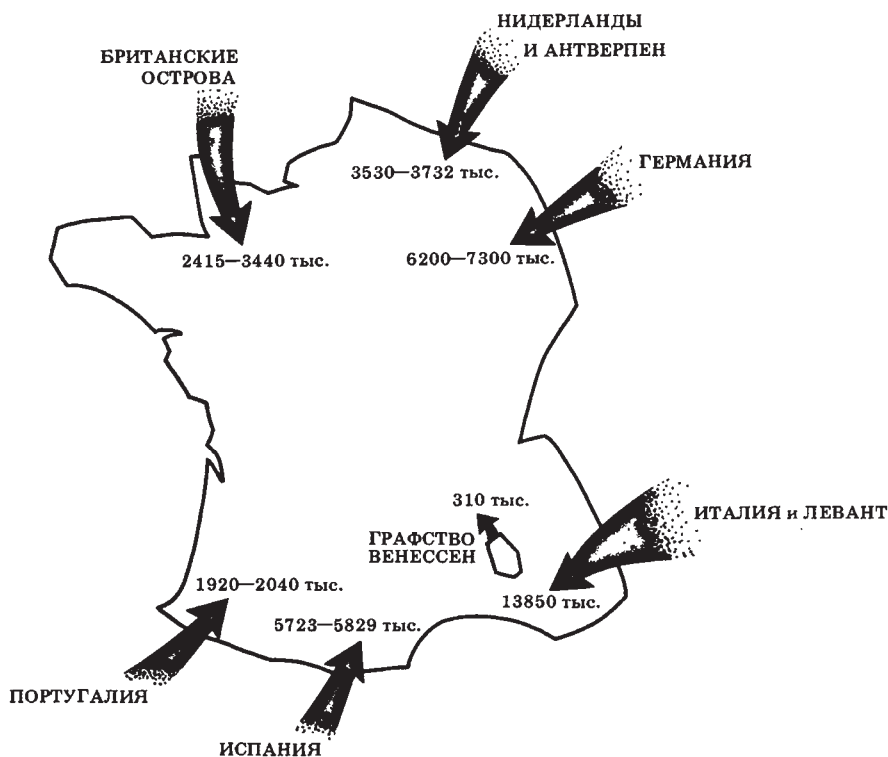 НИДЕРЛАНДЫ
И АНТВЕРПЕН
БРИТАНСКИЕ
ОСТРОВА
3530—3732 тыс.
ГЕРМАНИЯ
2415—3440 тыс.
6200—7300 тыс.
310 тыс.
ИТАЛИЯ и ЛЕВАНТ
ГРАФСТВО
ВЕНЕССЕН
1920—2040 тыс.
13850 тыс.
5723—5829 тыс.
ПОРТУГАЛИЯ
ИСПАНИЯ